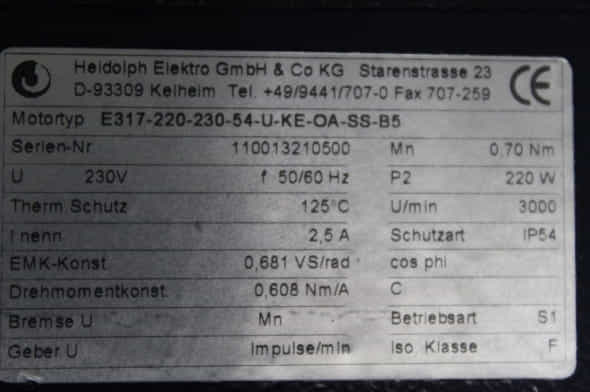 Heidolph Elektro GmbH & Co KG Starenstrasse 23
D-93309 Kelheim Tel. +49/9441/707-0 Fax 707-259
CE
Motortyp E317-220-230-54-U-KE-OA-SS-B5
Serien-Nr 110013210500 Mn 0,70 Nm
U 230V f 50/60 Hz P2 220 W
Therm.Schutz 125°C U/min 3000
I nenn 2,5 A Schutzart IP54
EMK-Konst 0,681 VS/rad cos phi
Drehmomentkonst. 0,608 Nm/A C
Bremse U Mn Betriebsart S1
Geber U Impulse/min Iso Klasse F